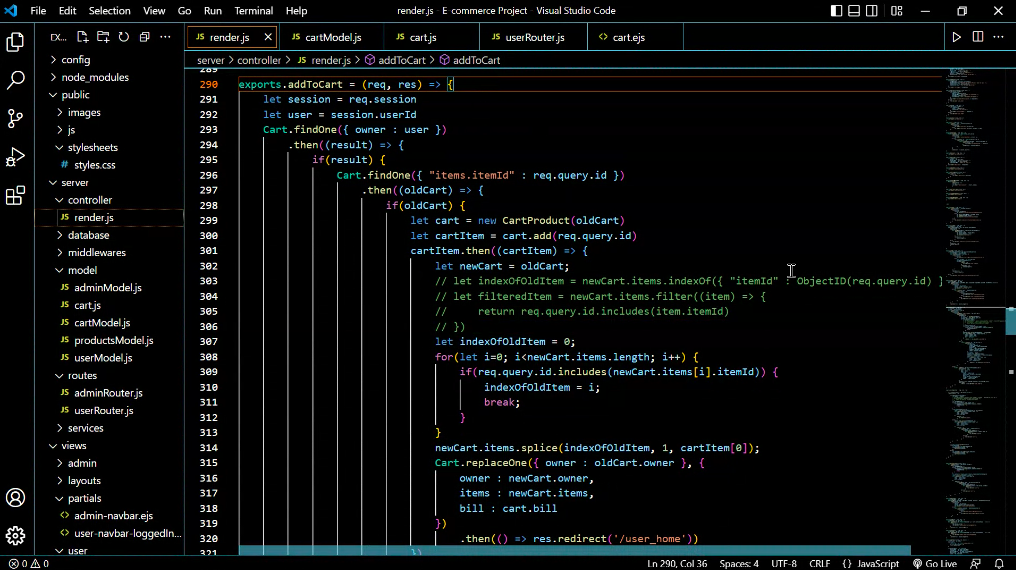 File Edit Selection View Go Run Terminal Help
render.js - E-commerce Project - Visual Studio Code
EX...
config
node_modules
public
images
js
stylesheets
# styles.css
server
controller
JS render.js
database
middlewares
model
JS adminModel.js
JS cart.js
JS cartModel.js
JS productsModel.js
JS userModel.js
routes
JS adminRouter.js
JS userRouter.js
services
views
admin
layouts
partials
<> admin-navbar.ejs
<> user-navbar-loggedIn...
user
JS render.js
JS cartModel.js
JS cart.js
JS userRouter.js
<> cart.ejs
server > controller > JS render.js > addToCart > addToCart
289
290 exports.addToCart = (req, res) => {
291 let session = req.session
292 let user = session.userId
293 Cart.findOne({ owner : user })
294 .then((result) => {
295 if(result) {
296 Cart.findOne({ "items.itemId" : req.query.id })
297 .then((oldCart) => {
298 if(oldCart) {
299 let cart = new CartProduct(oldCart)
300 let cartItem = cart.add(req.query.id)
301 cartItem.then((cartItem) => {
302 let newCart = oldCart;
303 // let indexOfOldItem = newCart.items.indexOf({ "itemId" : ObjectID(req.query.id) }
304 // let filteredItem = newCart.items.filter((item) => {
305 // return req.query.id.includes(item.itemId)
306 // })
307 let indexOfOldItem = 0;
308 for(let i=0; i<newCart.items.length; i++) {
309 if(req.query.id.includes(newCart.items[i].itemId)) {
310 indexOfOldItem = i;
311 break;
312 }
313 }
314 newCart.items.splice(indexOfOldItem, 1, cartItem[0]);
315 Cart.replaceOne({ owner : oldCart.owner }, {
316 owner : newCart.owner,
317 items : newCart.items,
318 bill : cart.bill
319 })
320 .then(() => res.redirect('/user_home'))
321 })
0 0
Ln 290, Col 36 Spaces: 4 UTF-8 CRLF {} JavaScript Go Live